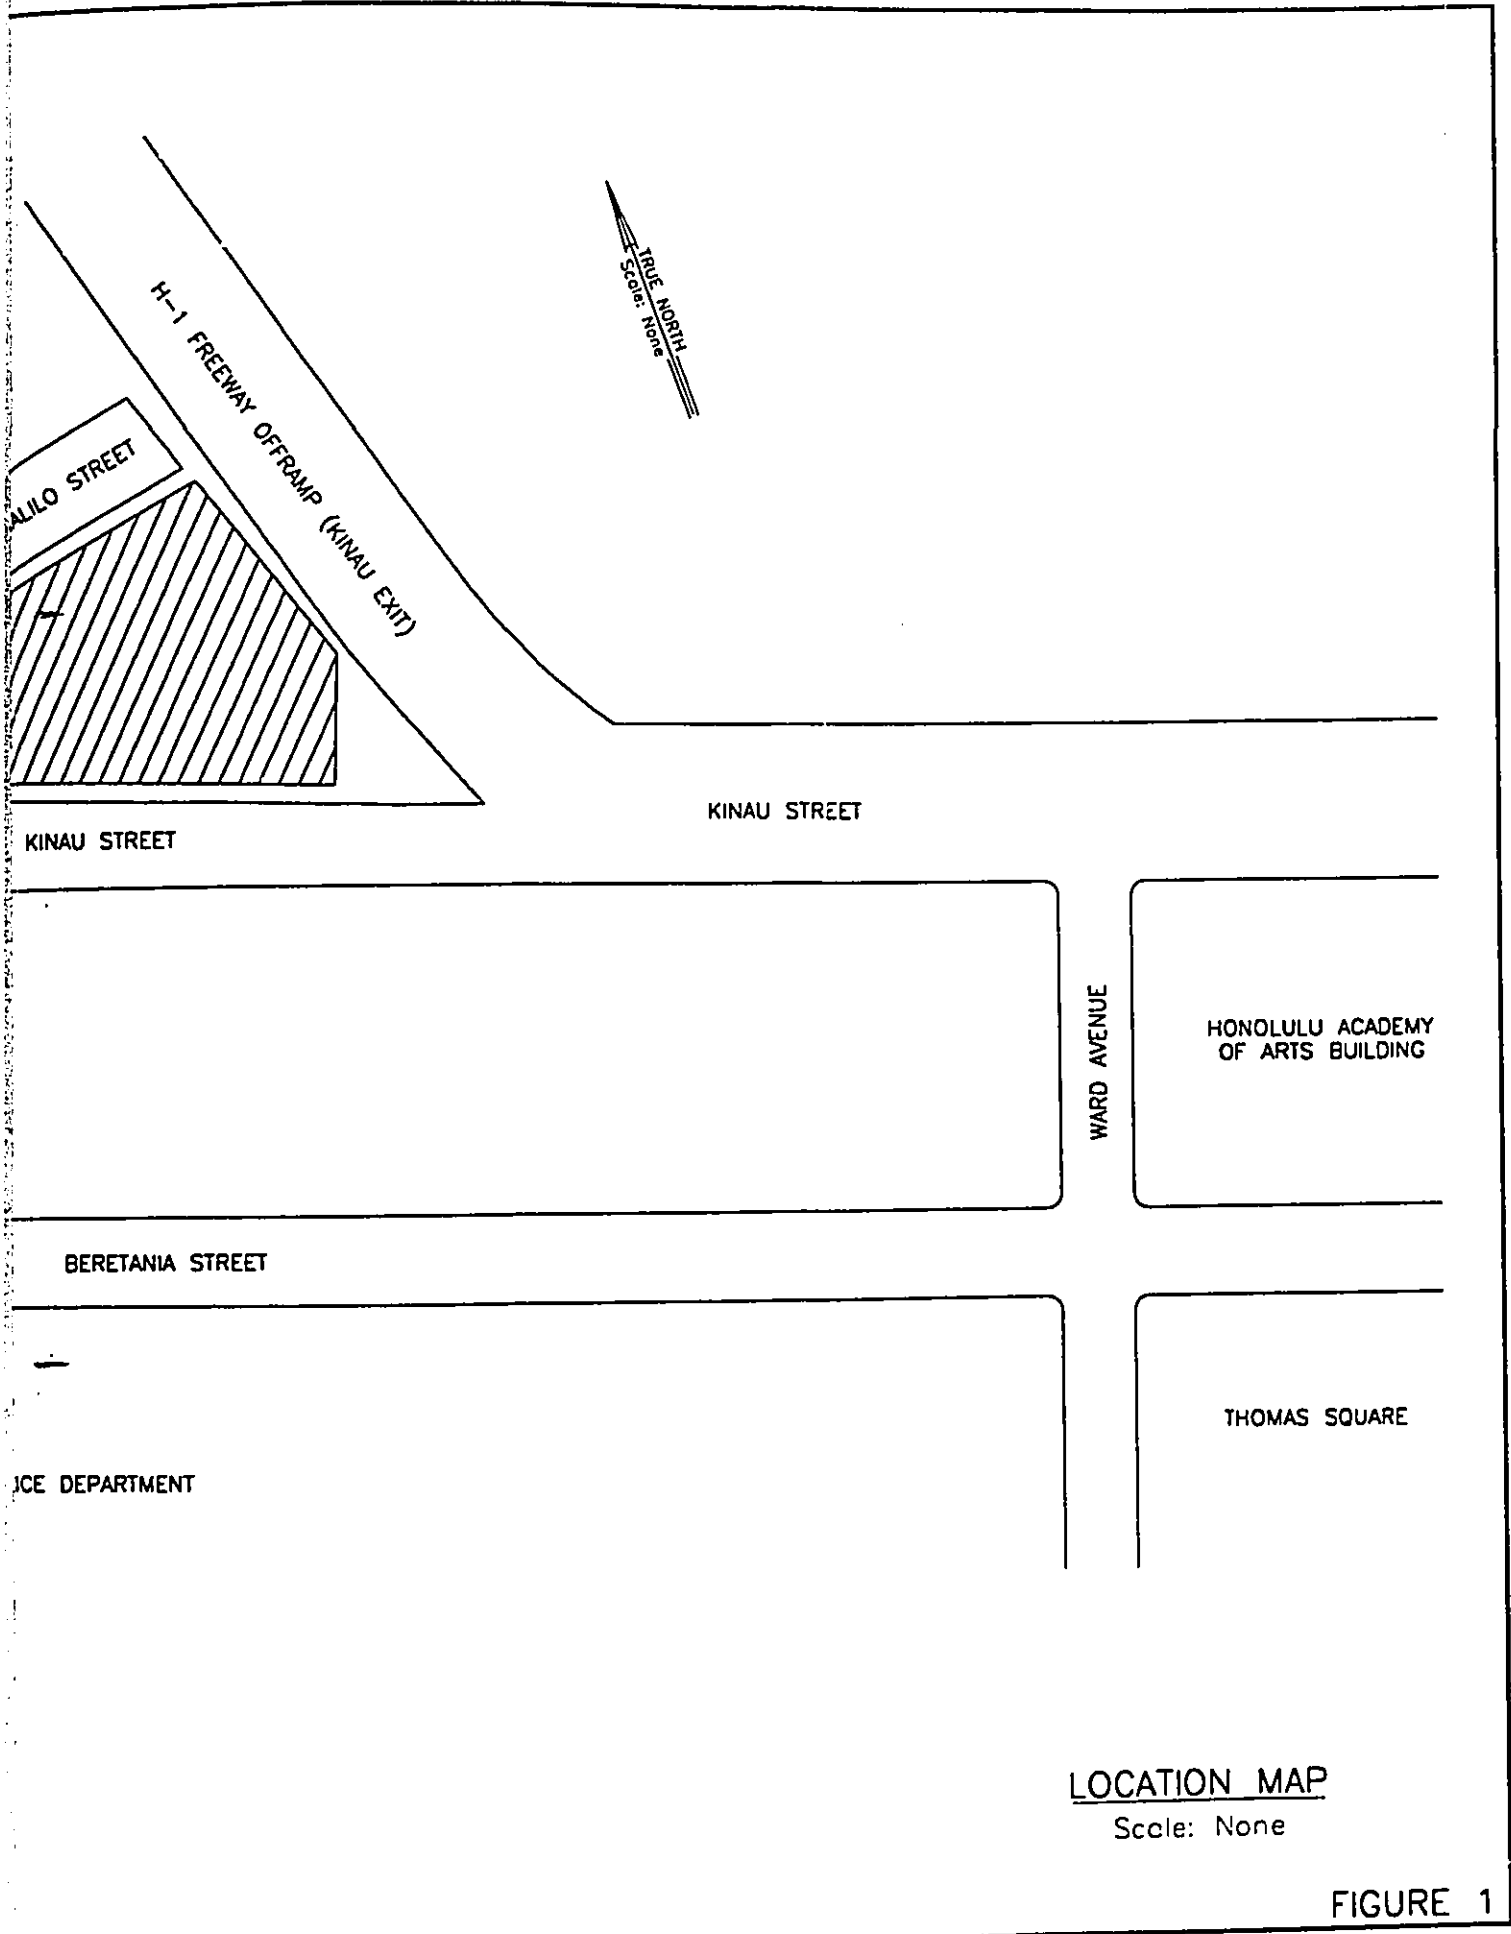 TRUE NORTH
Scale: None
H-1 FREEWAY OFFRAMP (KINAU EXIT)
ALILO STREET
KINAU STREET
KINAU STREET
WARD AVENUE
HONOLULU ACADEMY
OF ARTS BUILDING
BERETANIA STREET
THOMAS SQUARE
ICE DEPARTMENT
LOCATION MAP
Scale: None
FIGURE 1